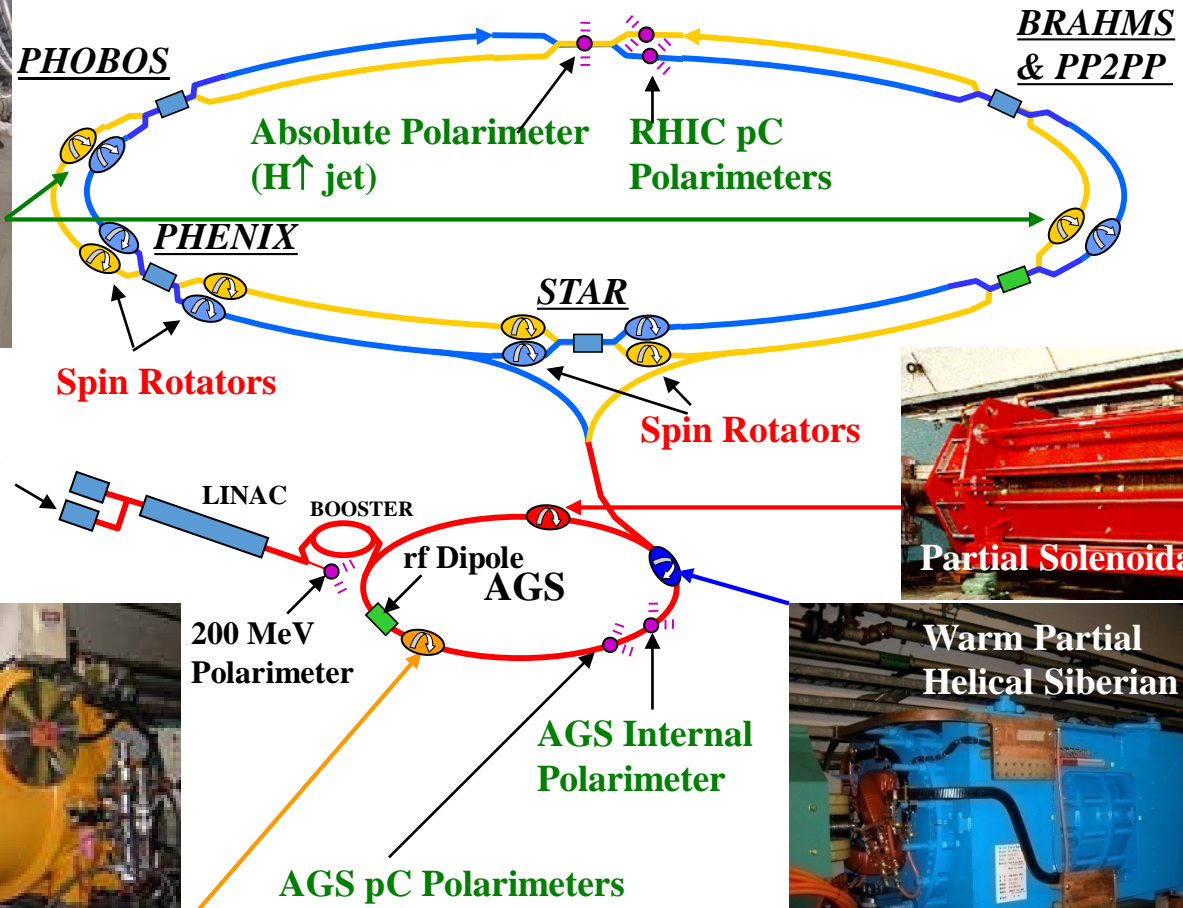 BRAHMS
& PP2PP
PHOBOS
Absolute Polarimeter
(H↑ jet)
RHIC pC
Polarimeters
PHENIX
STAR
Spin Rotators
Spin Rotators
LINAC
BOOSTER
rf Dipole
AGS
Partial Solenoida
200 MeV
Polarimeter
Warm Partial
Helical Siberian
AGS Internal
Polarimeter
AGS pC Polarimeters